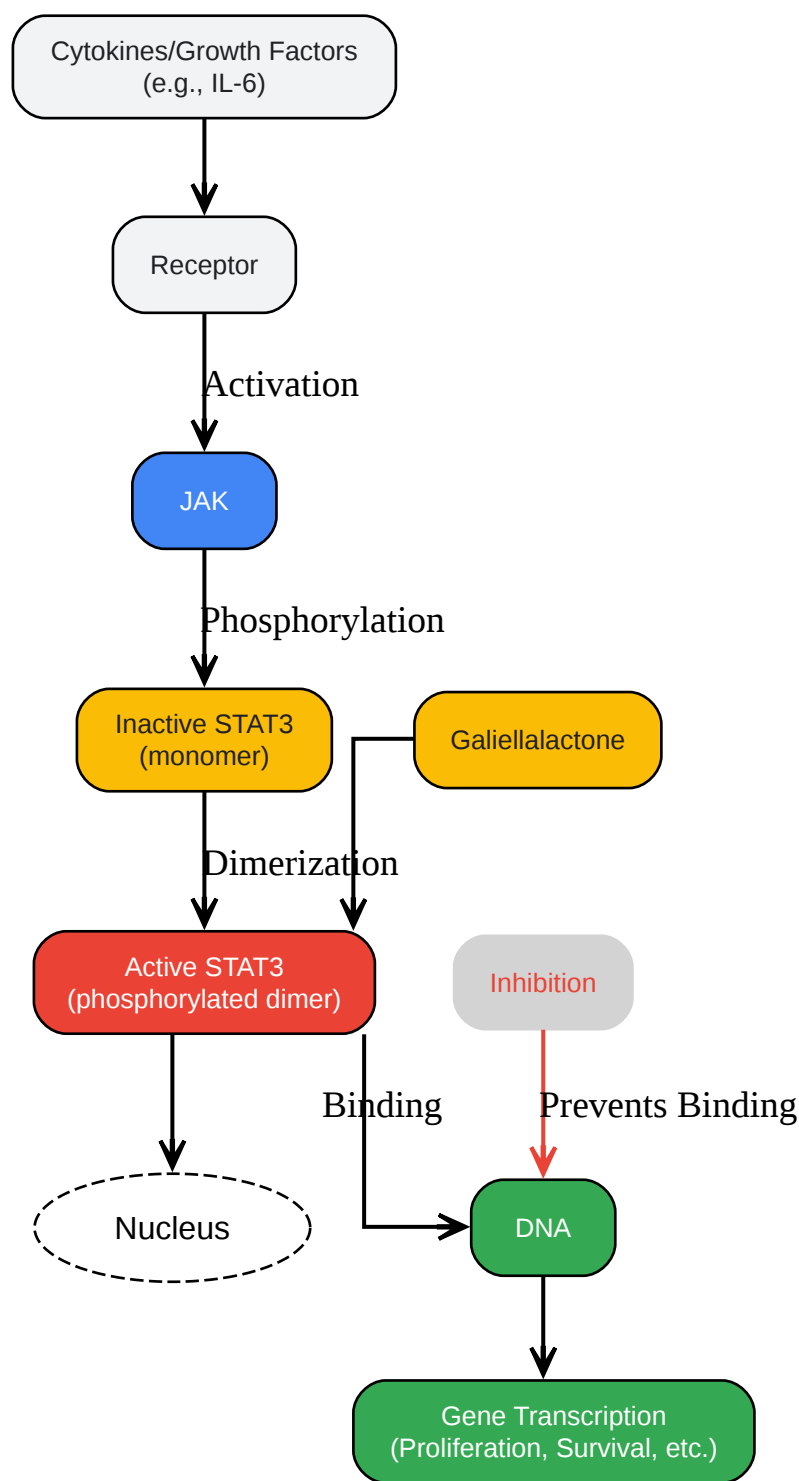 Cytokines/Growth Factors
(e.g., IL-6)
Receptor
Activation
JAK
Phosphorylation
Inactive STAT3
(monomer)
Galiellalactone
Dimerization
Active STAT3
(phosphorylated dimer)
Inhibition
Binding
Prevents Binding
Nucleus
DNA
Gene Transcription
(Proliferation, Survival, etc.)